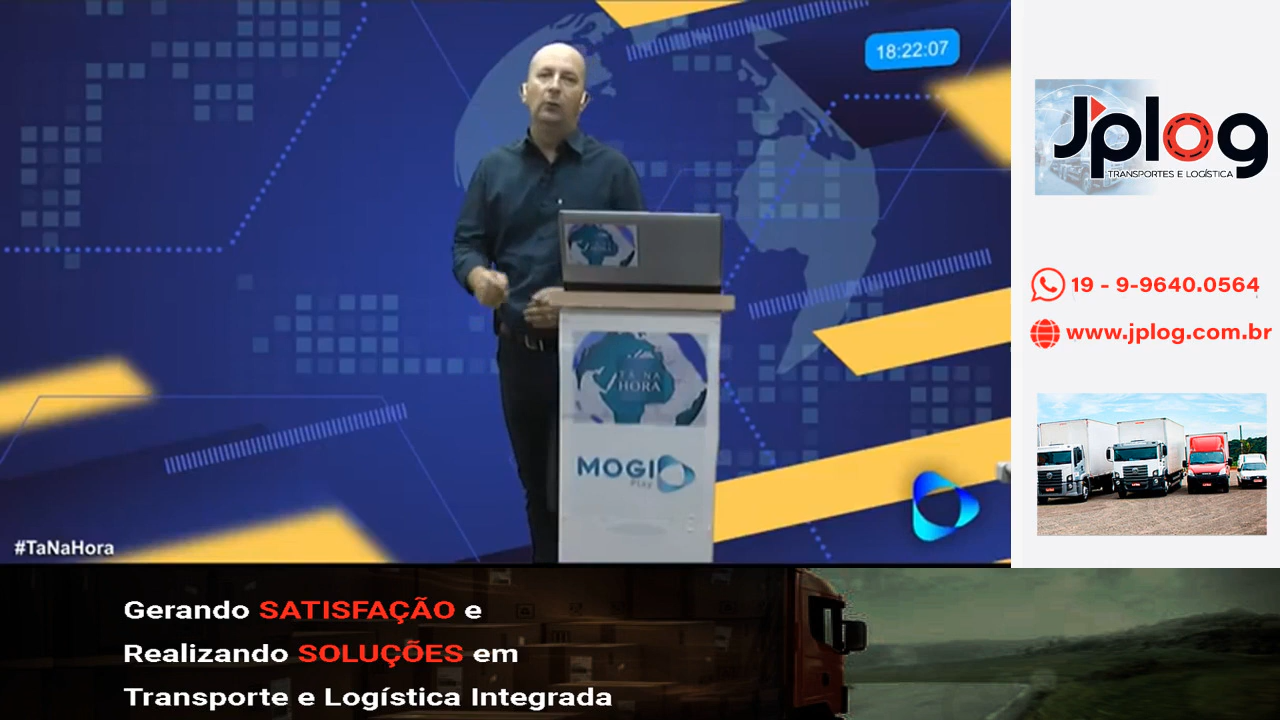 18:22:07
TÁ NA
HORA
MOGI
Play
#TaNaHora
Jplog
TRANSPORTES E LOGÍSTICA
19 - 9-9640.0564
www.jplog.com.br
Gerando SATISFAÇÃO e
Realizando SOLUÇÕES em
Transporte e Logística Integrada